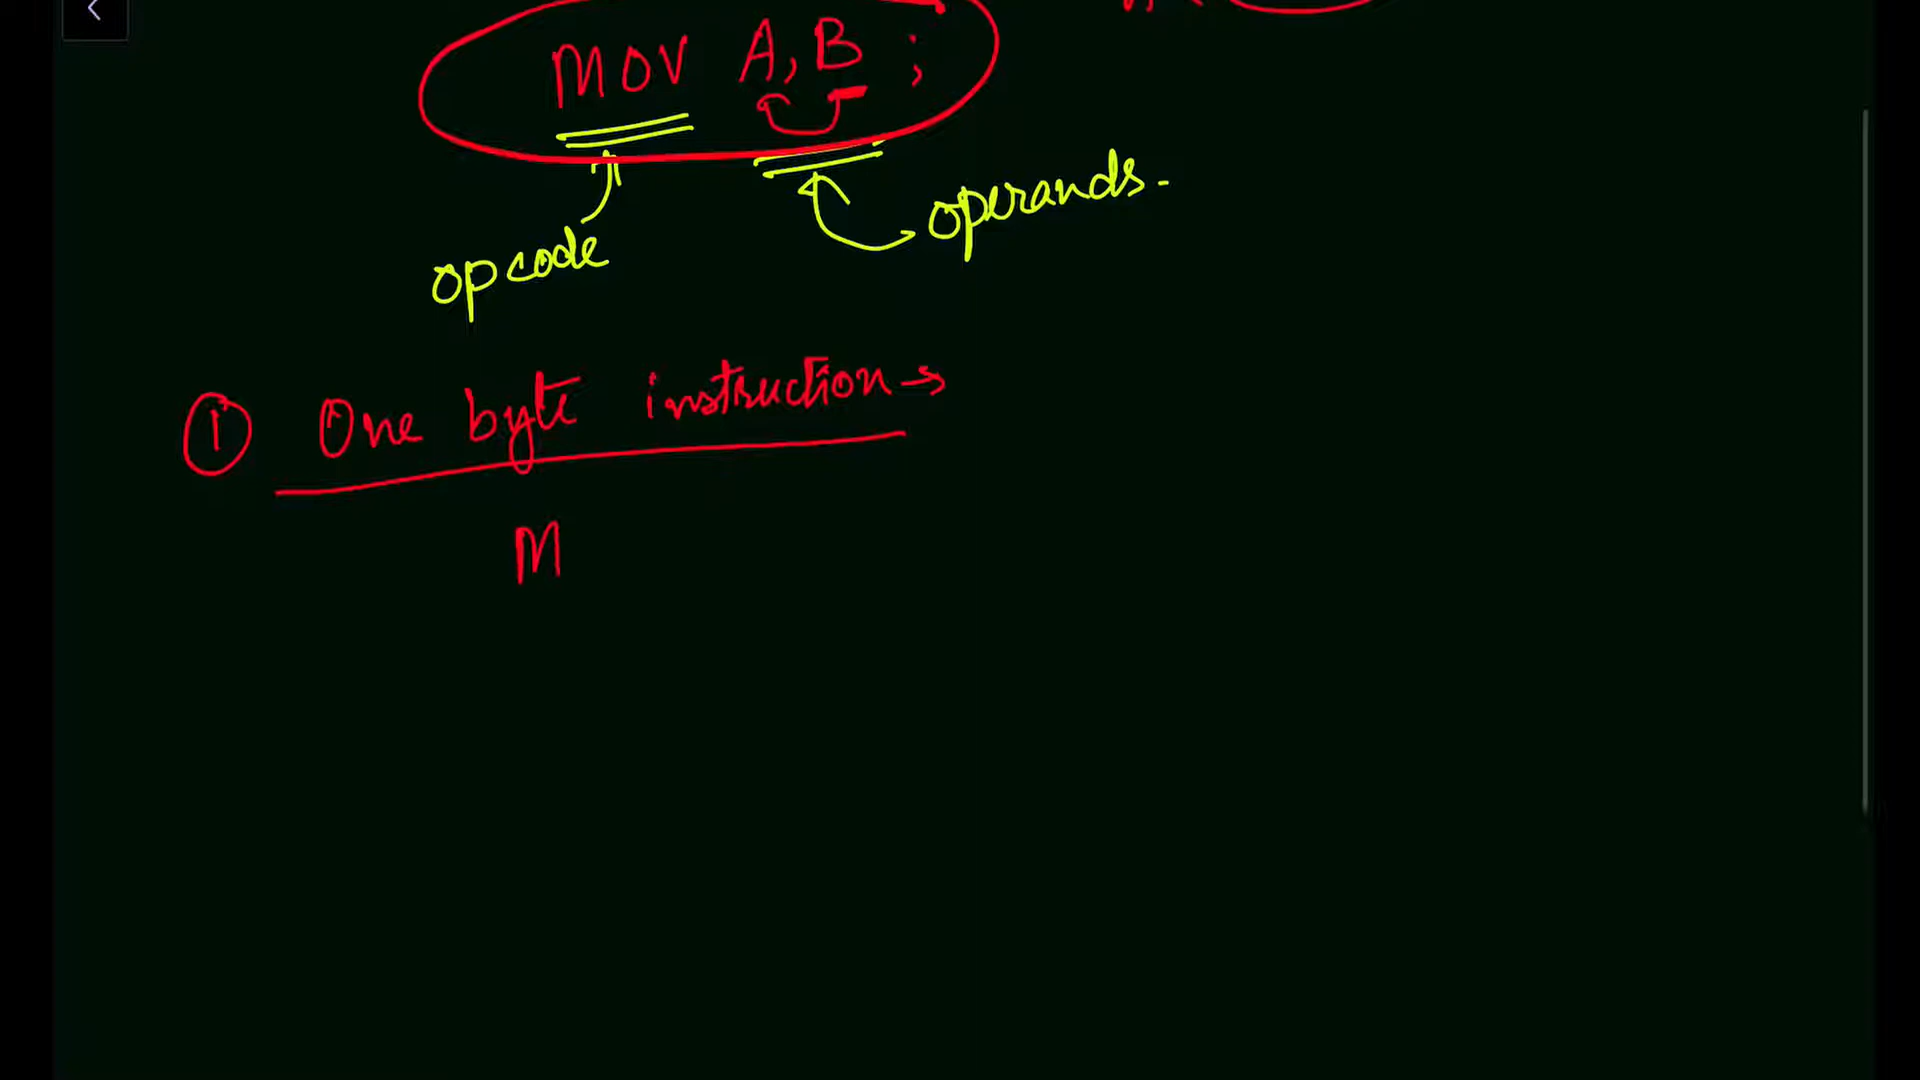 MOV A, B ;
operands.
opcode
① One byte instruction →
M